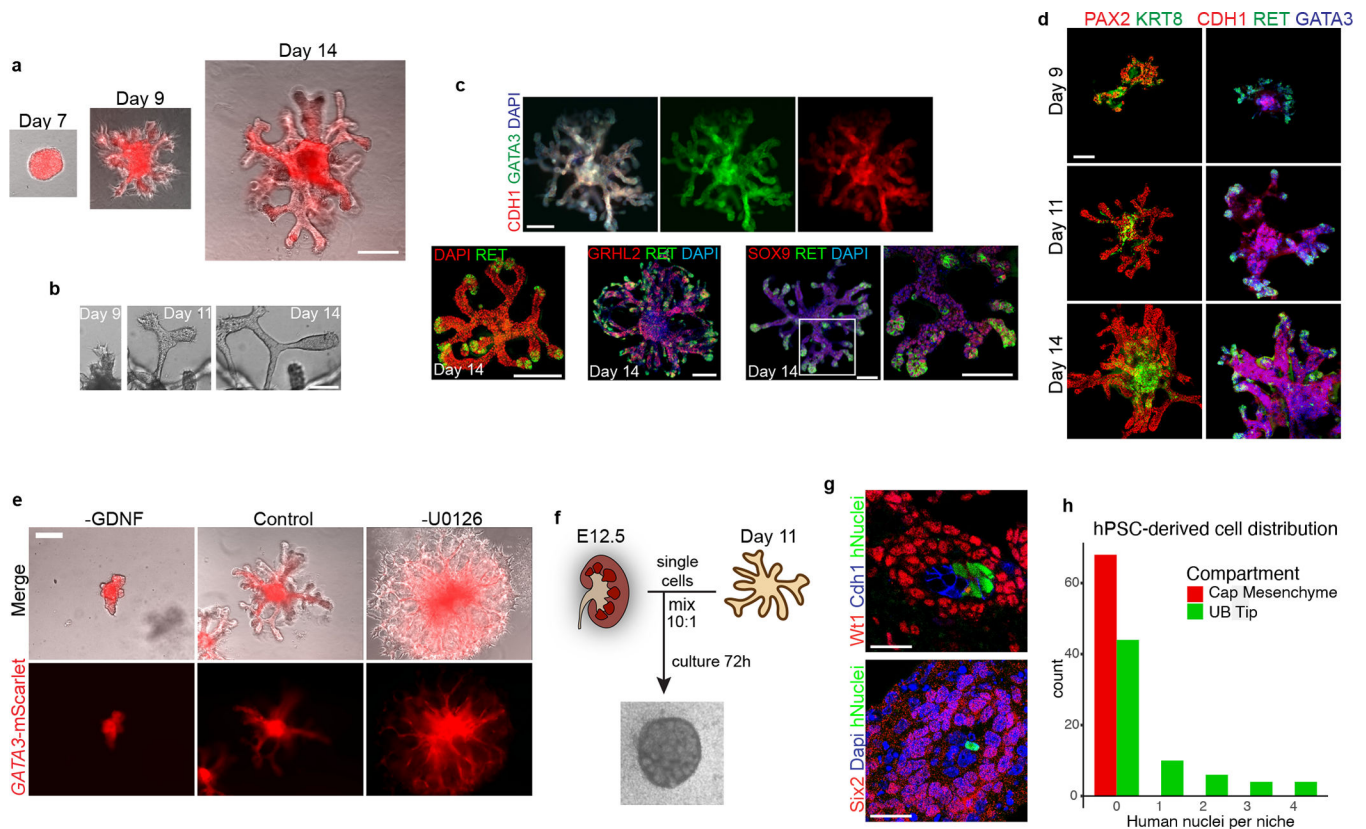 a
Day 7
Day 9
Day 14
b
Day 9
Day 11
Day 14
c
CDH1 GATA3 DAPI
DAPI RET
Day 14
GRHL2 RET DAPI
Day 14
SOX9 RET DAPI
Day 14
d
PAX2 KRT8
CDH1 RET GATA3
Day 9
Day 11
Day 14
e
-GDNF
Control
-U0126
Merge
GATA3-mScarlet
f
E12.5
Day 11
single
cells
mix
10:1
culture 72h
g
Wt1 Cdh1 hNuclei
Six2 Dapi hNuclei
h
hPSC-derived cell distribution
Compartment
Cap Mesenchyme
UB Tip
count
60
40
20
0
0 1 2 3 4
Human nuclei per niche